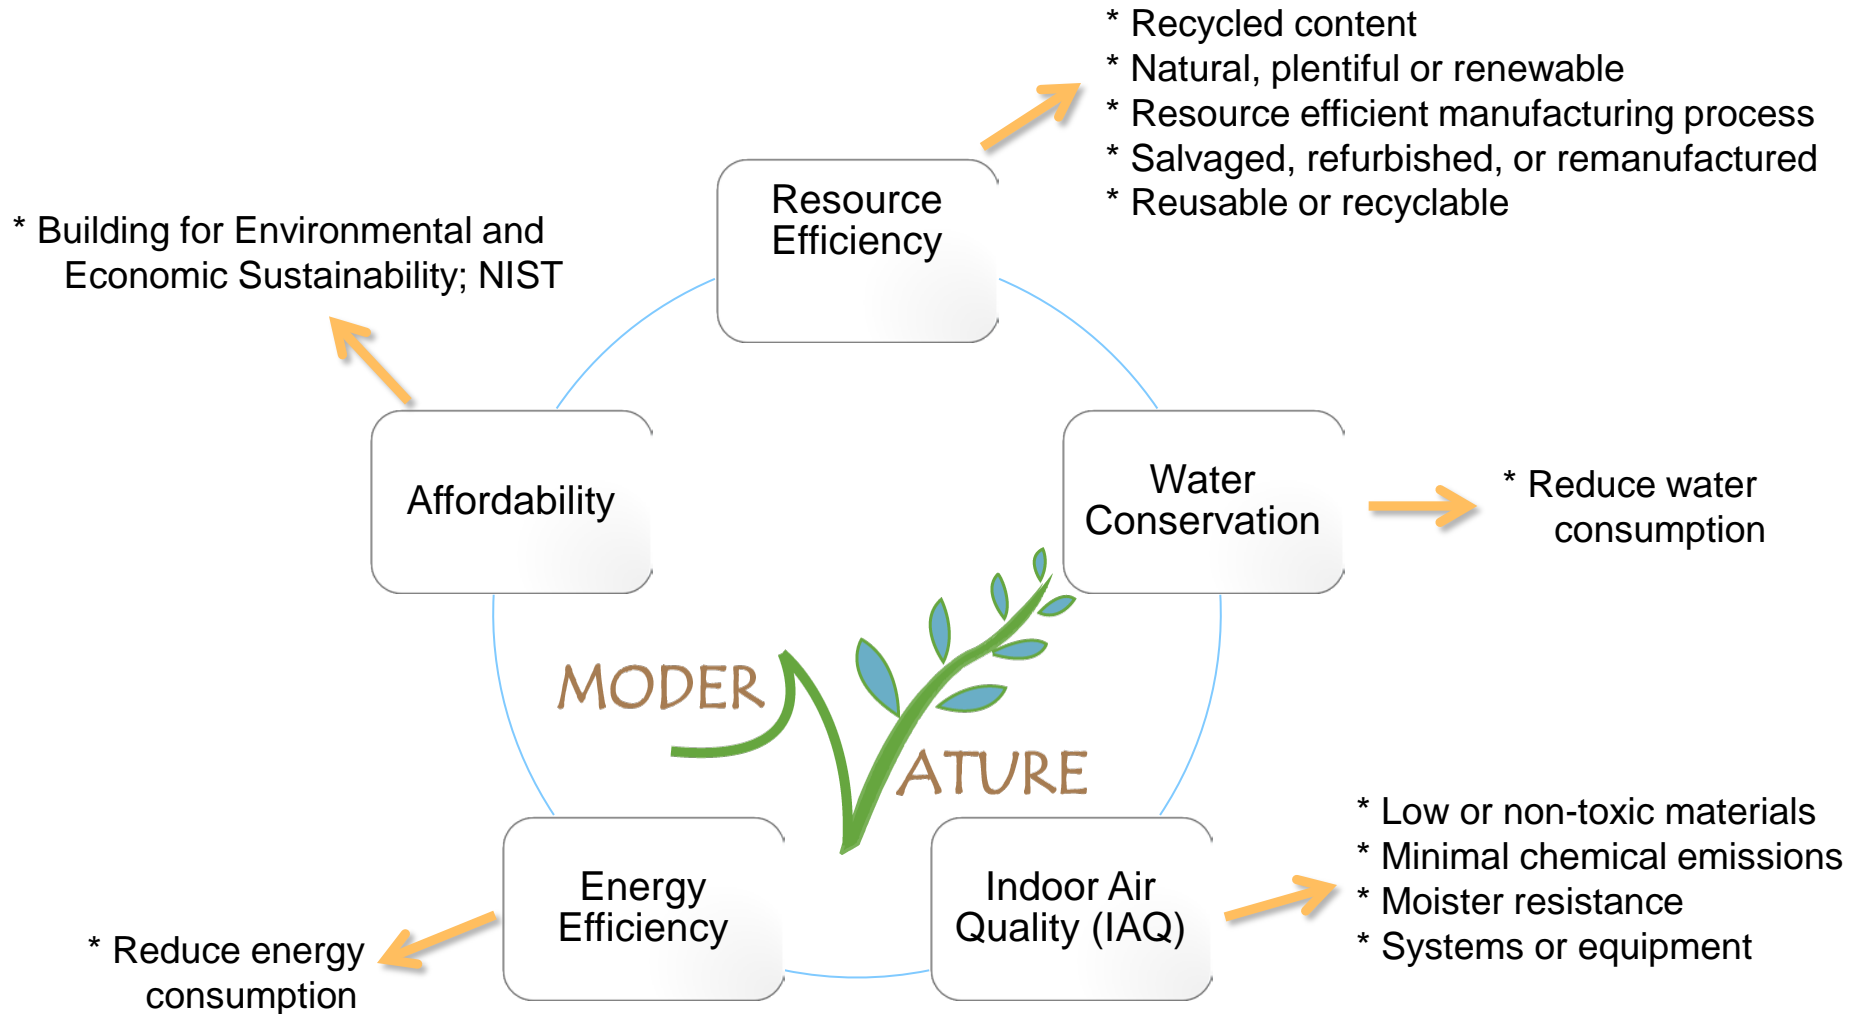 * Recycled content
* Natural, plentiful or renewable
* Resource efficient manufacturing process
* Salvaged, refurbished, or remanufactured
* Reusable or recyclable
Resource
Efficiency
* Building for Environmental and
Economic Sustainability; NIST
Affordability
Water
Conservation
* Reduce water
consumption
MODER
ATURE
Energy
Efficiency
* Reduce energy
consumption
Indoor Air
Quality (IAQ)
* Low or non-toxic materials
* Minimal chemical emissions
* Moister resistance
* Systems or equipment